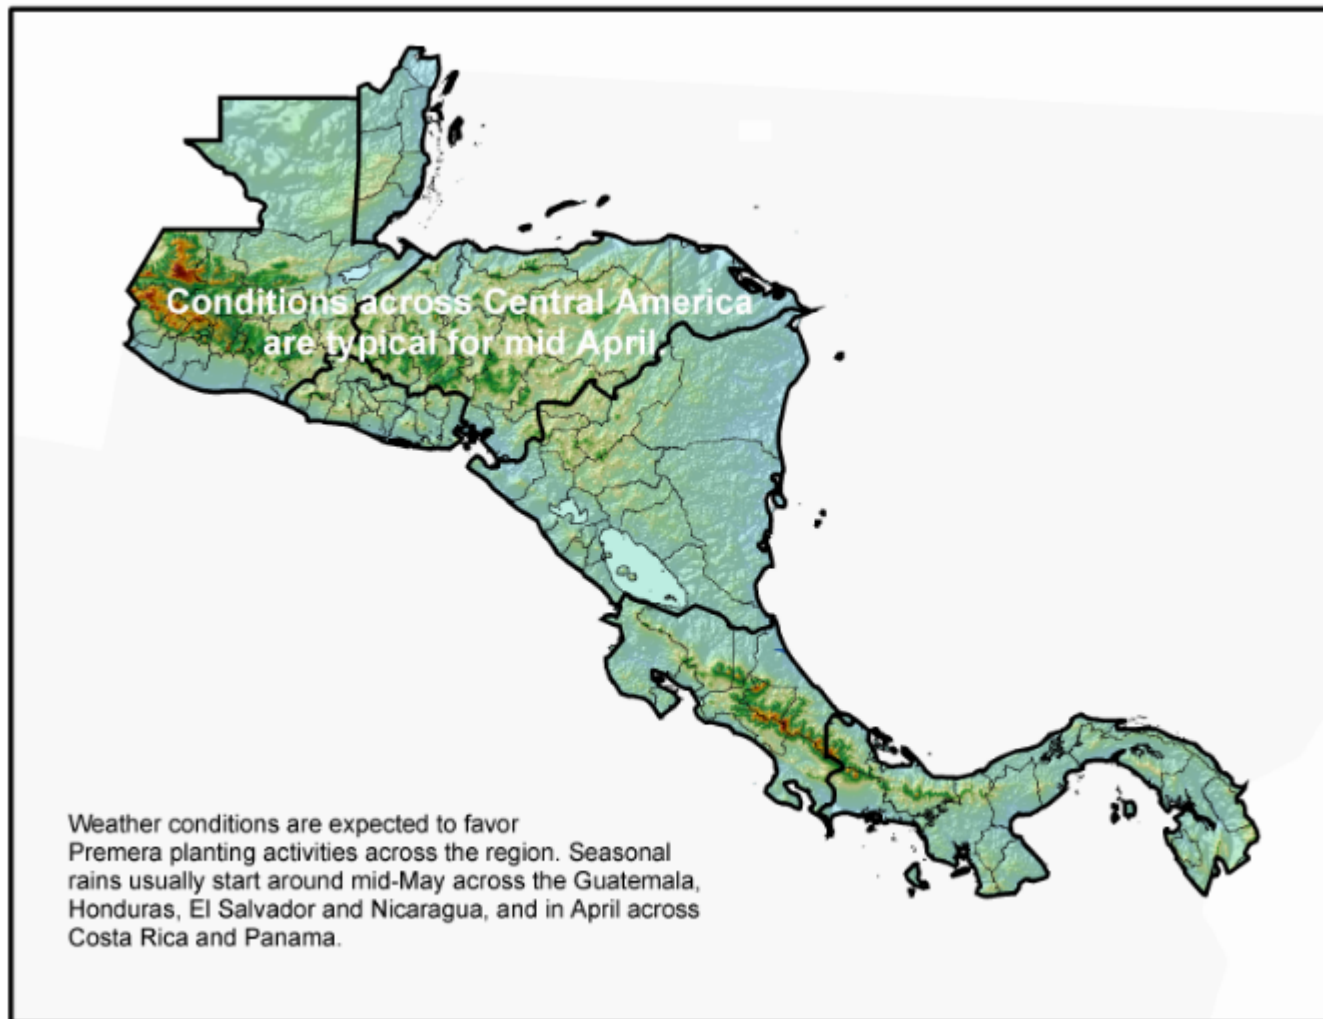 Conditions across Central America
are typical for mid April
Weather conditions are expected to favor
Premera planting activities across the region. Seasonal
rains usually start around mid-May across the Guatemala,
Honduras, El Salvador and Nicaragua, and in April across
Costa Rica and Panama.